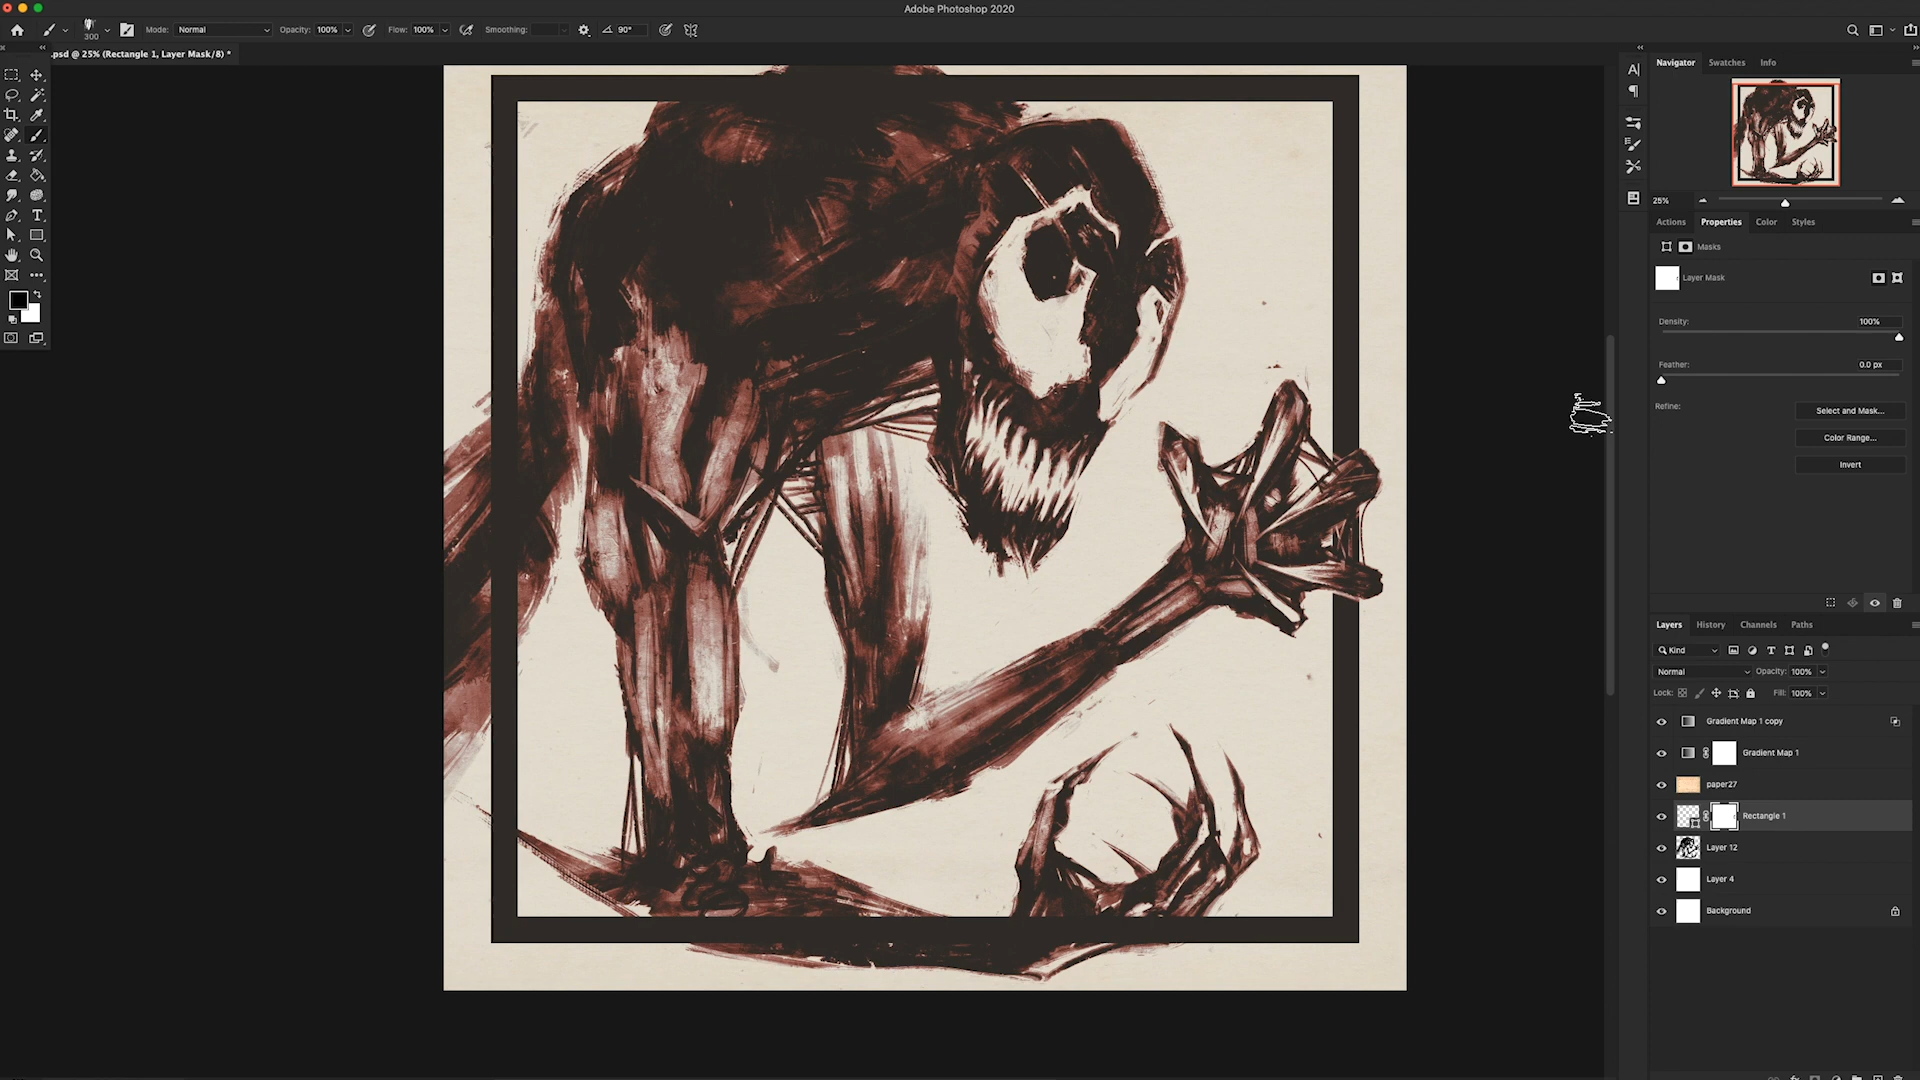 Adobe Photoshop 2020
300
Mode: Normal
Opacity: 100%
Flow: 100%
Smoothing:
90°
.psd @ 25% (Rectangle 1, Layer Mask/8) *
Navigator Swatches Info
25%
Actions Properties Color Styles
Masks
Layer Mask
Density: 100%
Feather: 0.0 px
Refine: Select and Mask...
Color Range...
Invert
Layers History Channels Paths
Kind
Normal Opacity: 100%
Lock: Fill: 100%
Gradient Map 1 copy
Gradient Map 1
paper27
Rectangle 1
Layer 12
Layer 4
Background